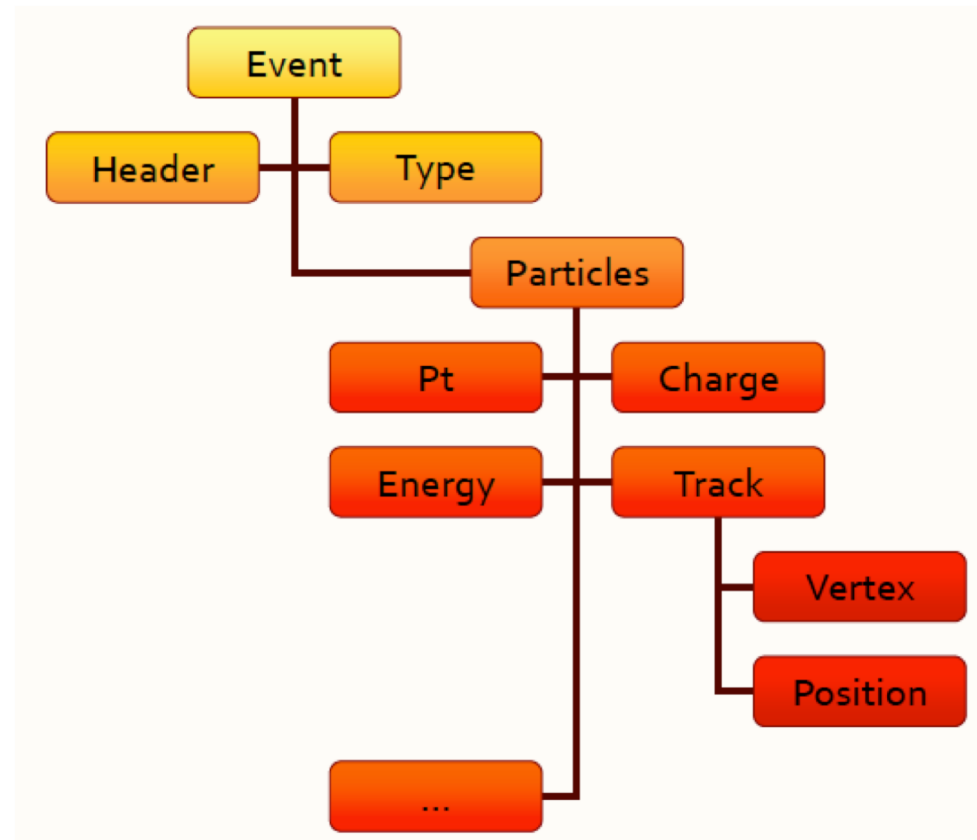 Event
Header
Type
Particles
Pt
Charge
Energy
Track
Vertex
Position
...